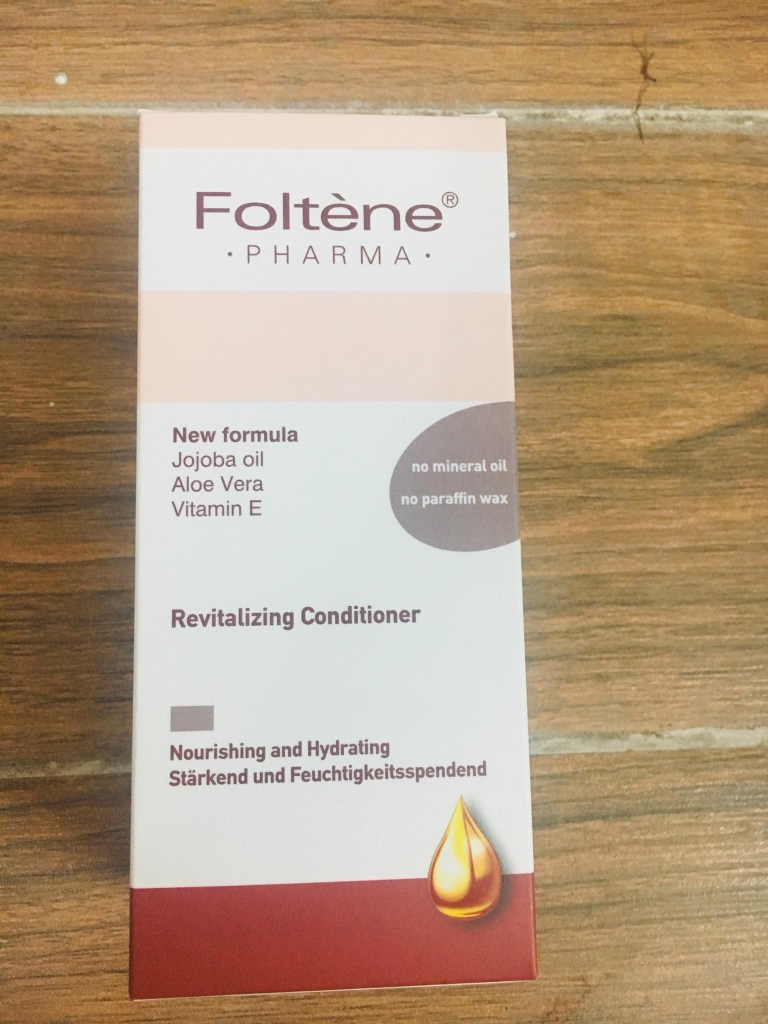 Foltène®
· PHARMA ·
New formula
Jojoba oil
Aloe Vera
Vitamin E
no mineral oil
no paraffin wax
Revitalizing Conditioner
Nourishing and Hydrating
Stärkend und Feuchtigkeitsspendend